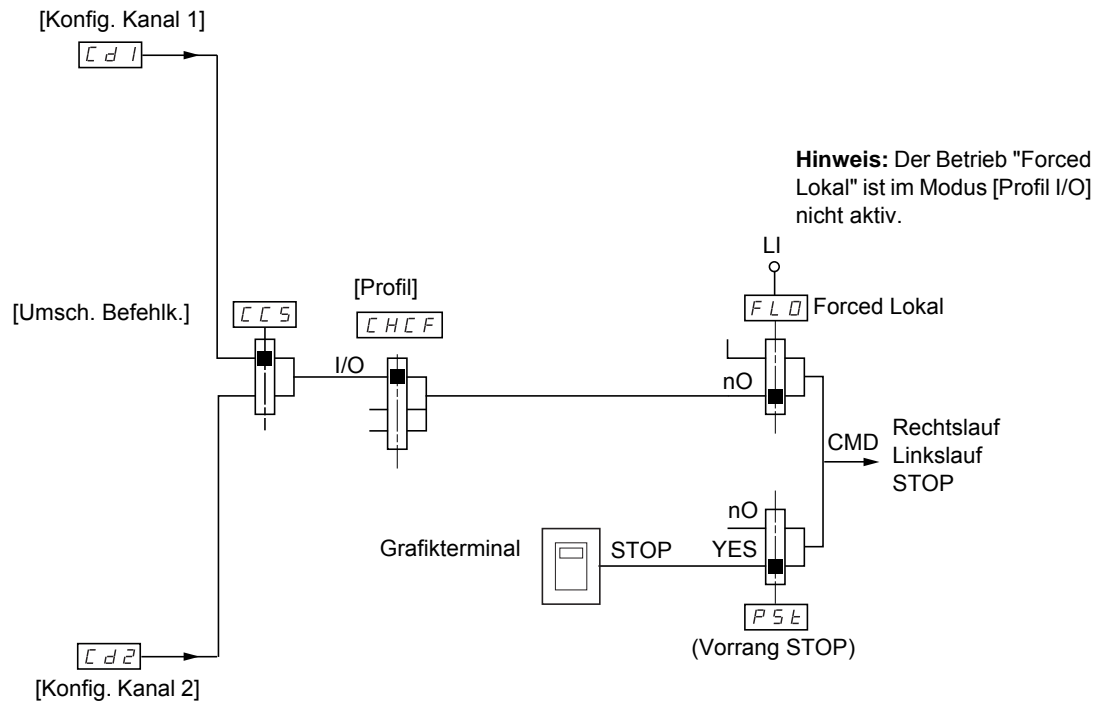 [Konfig. Kanal 1]
Cd1
Hinweis: Der Betrieb "Forced
Lokal" ist im Modus [Profil I/O]
nicht aktiv.
LI
[Profil]
[Umsch. Befehlk.]
CCS
CHCF
FLO
Forced Lokal
I/O
nO
CMD
Rechtslauf
Linkslauf
STOP
nO
Grafikterminal
STOP
YES
PSt
(Vorrang STOP)
Cd2
[Konfig. Kanal 2]